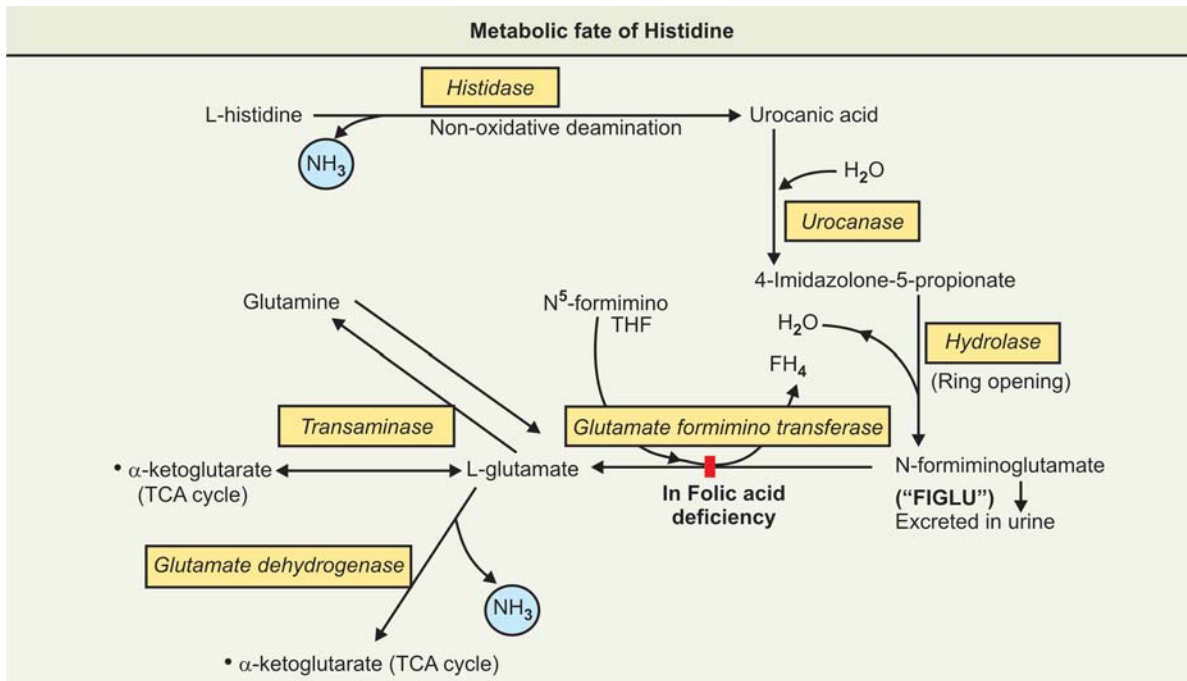 Metabolic fate of Histidine
Histidase
L-histidine
Urocanic acid
Non-oxidative deamination
NH3
H2O
Urocanase
4-Imidazolone-5-propionate
Glutamine
N5-formimino
THF
H2O
Hydrolase
FH4
(Ring opening)
Transaminase
Glutamate formimino transferase
• α-ketoglutarate
(TCA cycle)
L-glutamate
N-formiminoglutamate
In Folic acid
deficiency
("FIGLU")
Excreted in urine
Glutamate dehydrogenase
NH3
• α-ketoglutarate (TCA cycle)